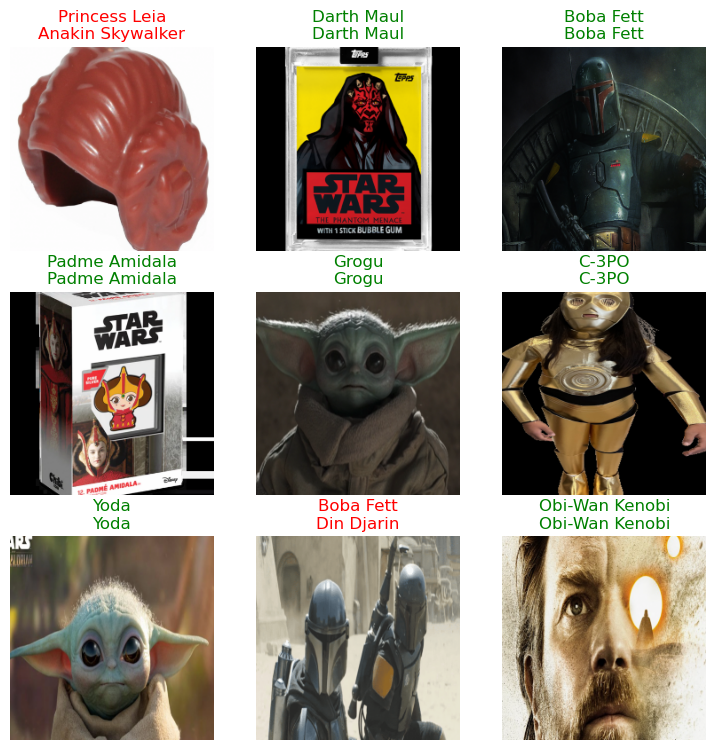 Princess Leia
Anakin Skywalker
Darth Maul
Darth Maul
Boba Fett
Boba Fett
Topps
Topps
STAR
WARS
THE PHANTOM MENACE
WITH 1 STICK BUBBLE GUM
Padme Amidala
Padme Amidala
Grogu
Grogu
C-3PO
C-3PO
STAR
WARS
PADMÉ AMIDALA
Disney
Yoda
Yoda
Boba Fett
Din Djarin
Obi-Wan Kenobi
Obi-Wan Kenobi